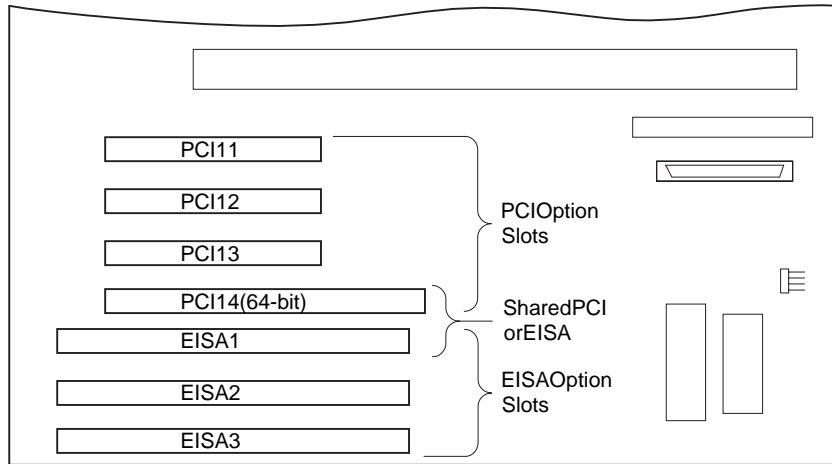 PCI11
PCI12
PCI13
PCI14(64-bit)
EISA1
EISA2
EISA3
PCIOption
Slots
SharedPCI
orEISA
EISAOption
Slots